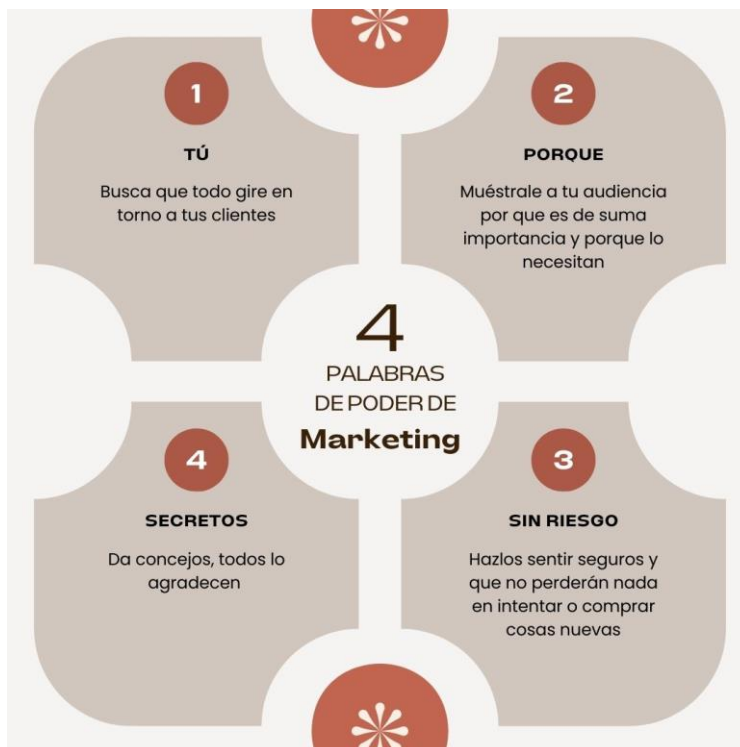 1
TÚ
Busca que todo gire en
torno a tus clientes
2
PORQUE
Muéstrale a tu audiencia
por que es de suma
importancia y porque lo
necesitan
4
PALABRAS
DE PODER DE
Marketing
4
SECRETOS
Da concejos, todos lo
agradecen
3
SIN RIESGO
Hazlos sentir seguros y
que no perderán nada
en intentar o comprar
cosas nuevas